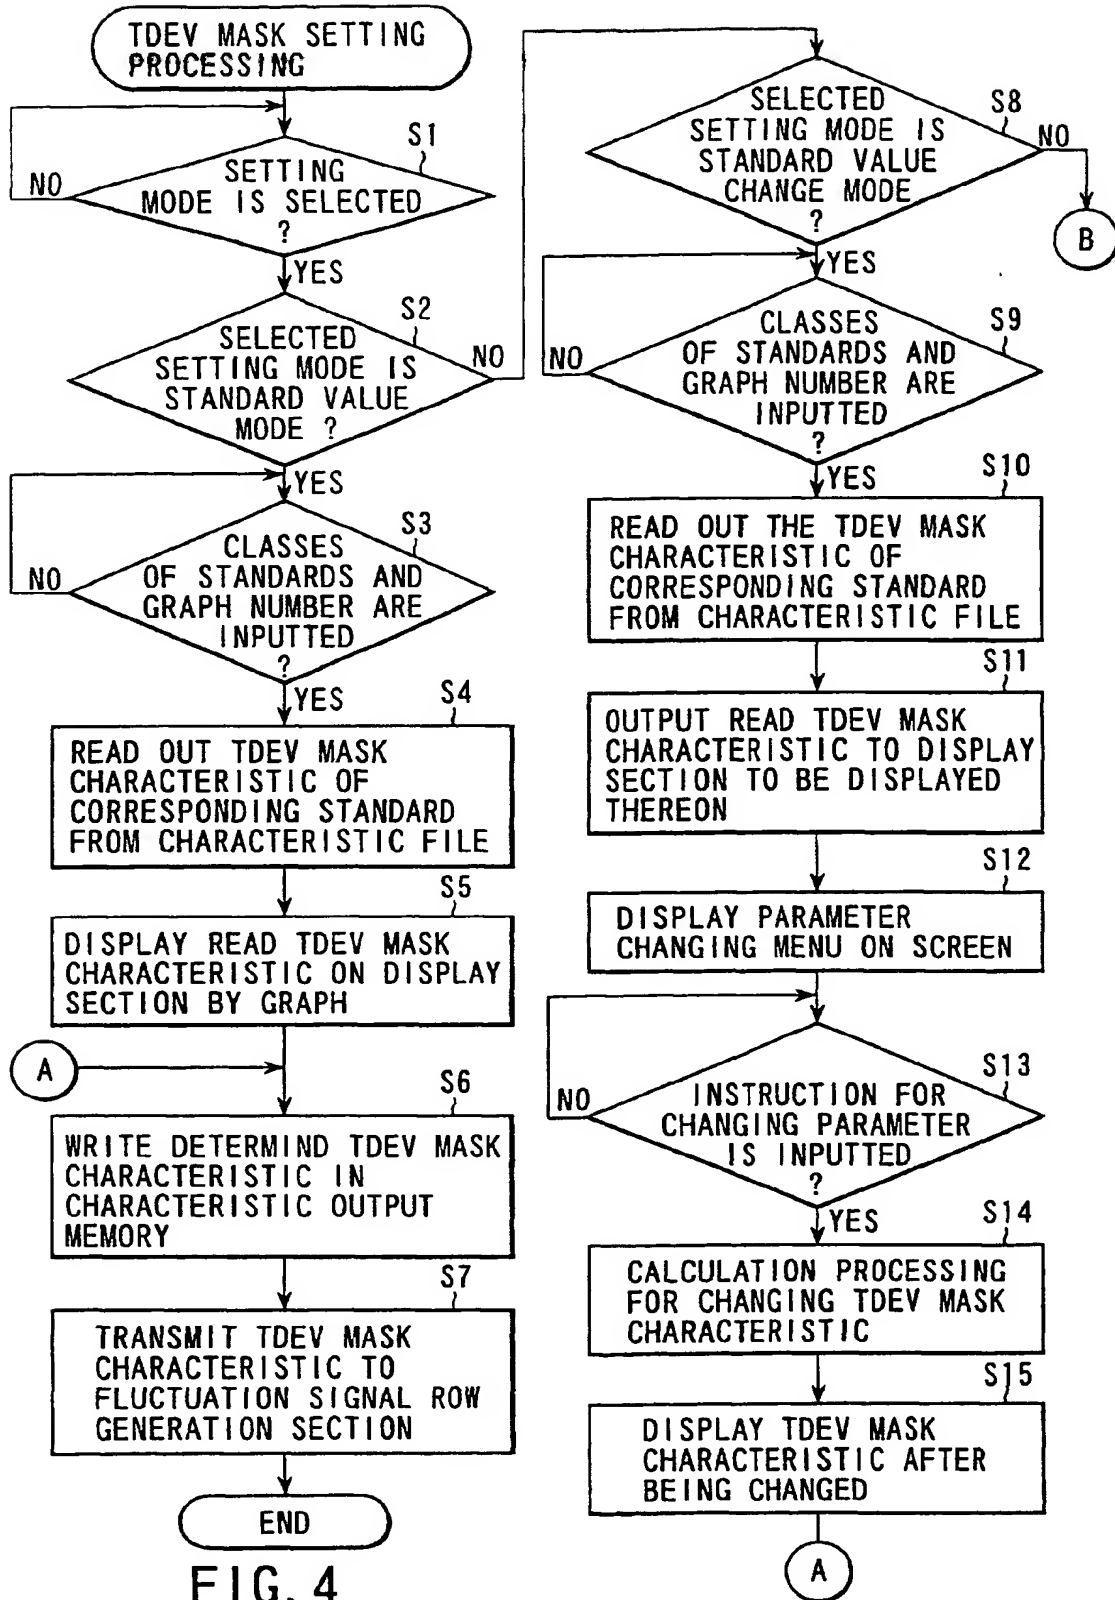 TDEV MASK SETTING
PROCESSING
S1
SETTING
MODE IS SELECTED
?
NO
YES
S2
SELECTED
SETTING MODE IS
STANDARD VALUE
MODE ?
NO
YES
S3
CLASSES
OF STANDARDS AND
GRAPH NUMBER ARE
INPUTTED
?
NO
YES
S4
READ OUT TDEV MASK
CHARACTERISTIC OF
CORRESPONDING STANDARD
FROM CHARACTERISTIC FILE
S5
DISPLAY READ TDEV MASK
CHARACTERISTIC ON DISPLAY
SECTION BY GRAPH
A
S6
WRITE DETERMIND TDEV MASK
CHARACTERISTIC IN
CHARACTERISTIC OUTPUT
MEMORY
S7
TRANSMIT TDEV MASK
CHARACTERISTIC TO
FLUCTUATION SIGNAL ROW
GENERATION SECTION
END
S8
SELECTED
SETTING MODE IS
STANDARD VALUE
CHANGE MODE
?
NO
B
YES
S9
CLASSES
OF STANDARDS AND
GRAPH NUMBER ARE
INPUTTED
?
NO
YES
S10
READ OUT THE TDEV MASK
CHARACTERISTIC OF
CORRESPONDING STANDARD
FROM CHARACTERISTIC FILE
S11
OUTPUT READ TDEV MASK
CHARACTERISTIC TO DISPLAY
SECTION TO BE DISPLAYED
THEREON
S12
DISPLAY PARAMETER
CHANGING MENU ON SCREEN
S13
INSTRUCTION FOR
CHANGING PARAMETER
IS INPUTTED
?
NO
YES
S14
CALCULATION PROCESSING
FOR CHANGING TDEV MASK
CHARACTERISTIC
S15
DISPLAY TDEV MASK
CHARACTERISTIC AFTER
BEING CHANGED
A
FIG. 4